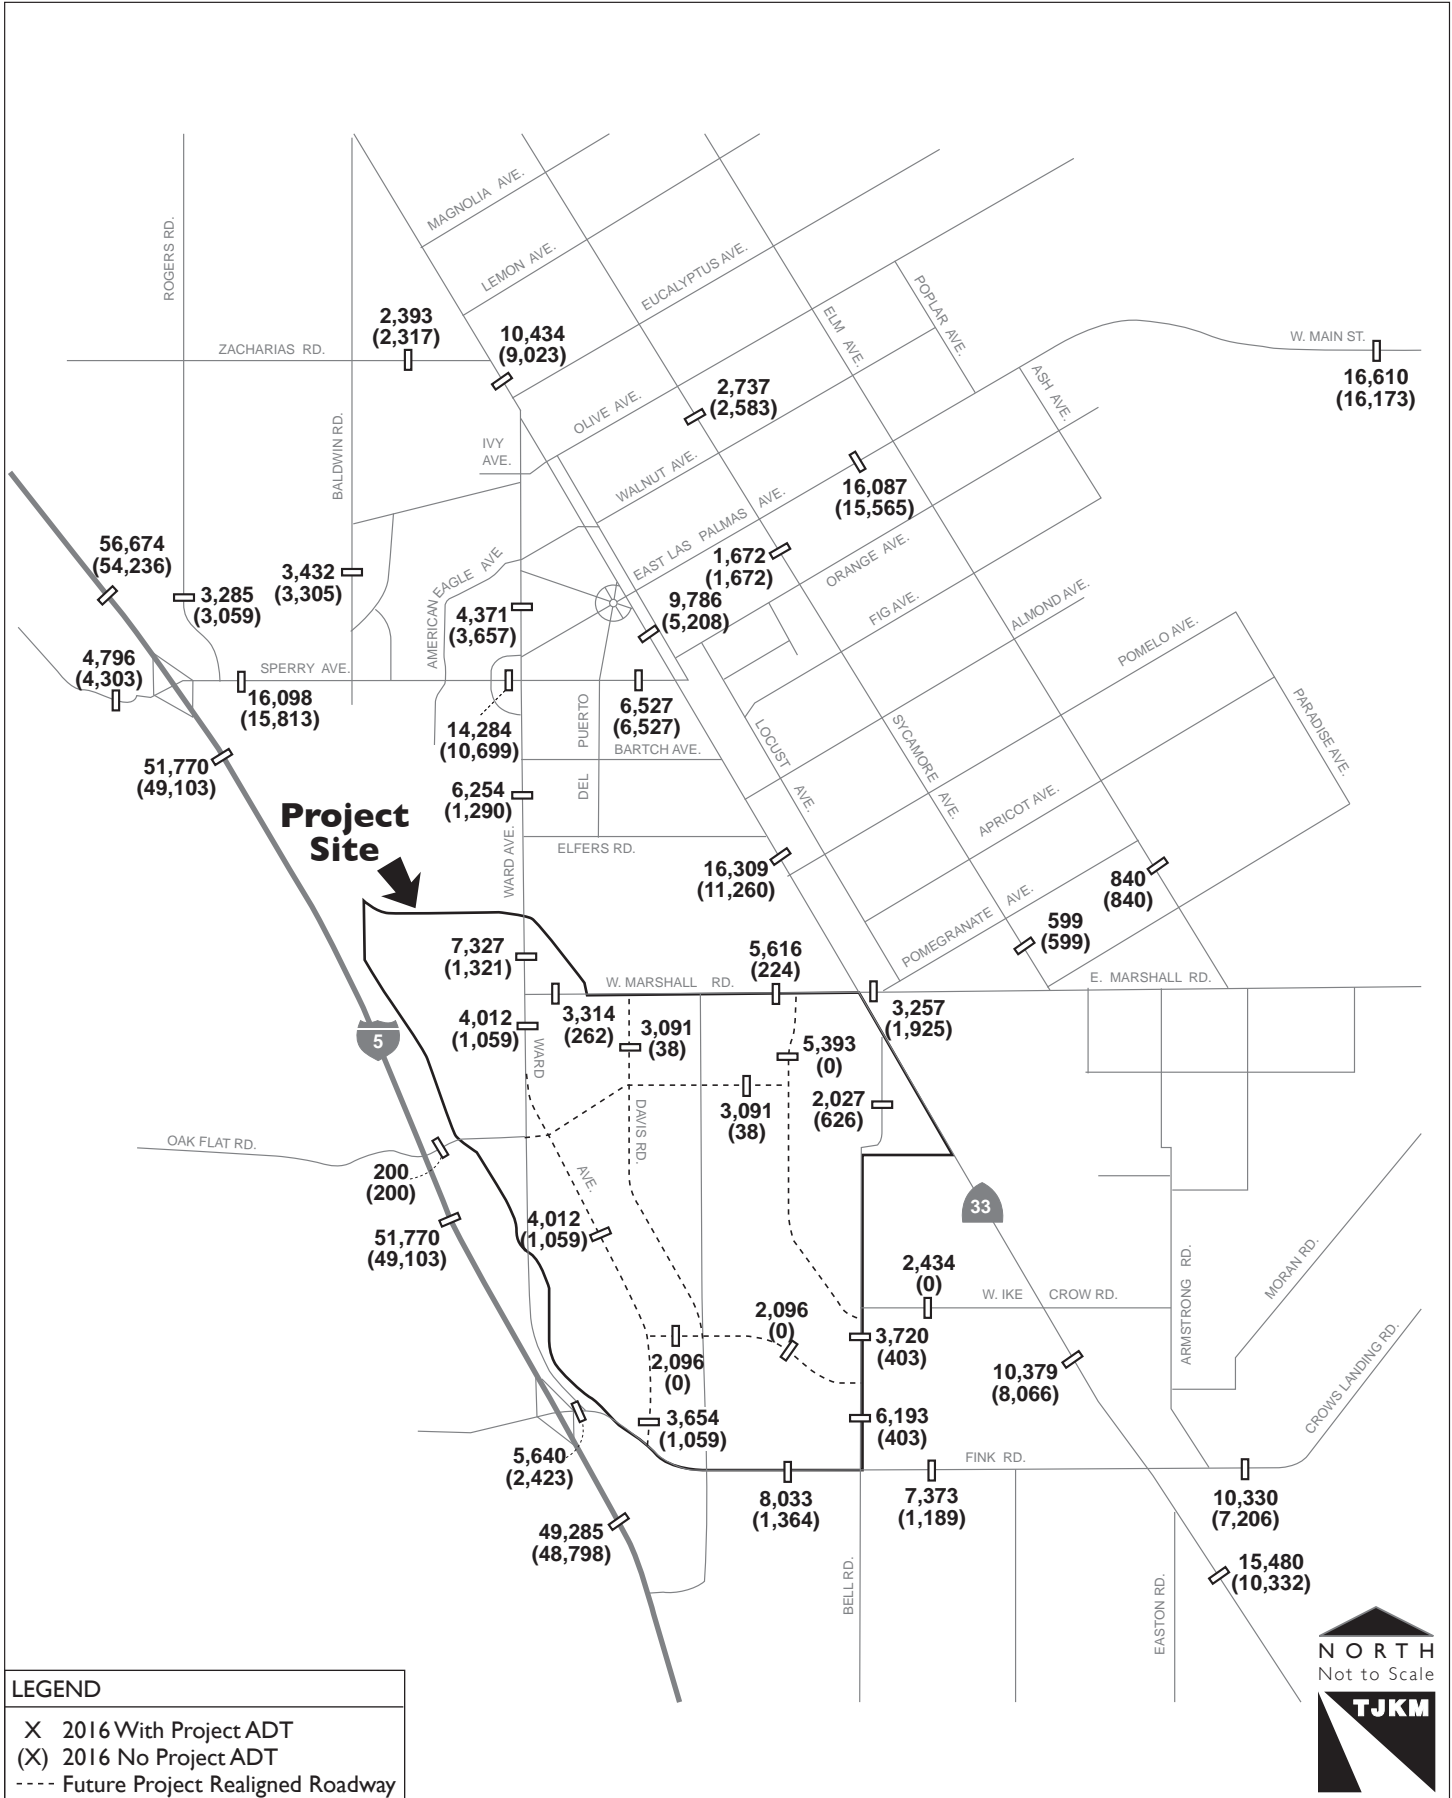 MAGNOLIA AVE.
LEMON AVE.
EUCALYPTUS AVE.
ROGERS RD.
POPLAR AVE.
ELM AVE.
2,393
(2,317)
10,434
(9,023)
ZACHARIAS RD.
W. MAIN ST.
16,610
(16,173)
2,737
(2,583)
ASH AVE.
OLIVE AVE.
BALDWIN RD.
IVY
AVE.
WALNUT AVE.
16,087
(15,565)
EAST LAS PALMAS AVE.
ORANGE AVE.
56,674
(54,236)
3,432
(3,305)
3,285
(3,059)
AMERICAN EAGLE AVE
1,672
(1,672)
4,371
(3,657)
9,786
(5,208)
FIG AVE.
ALMOND AVE.
POMELO AVE.
4,796
(4,303)
SPERRY AVE.
16,098
(15,813)
14,284
(10,699)
6,527
(6,527)
DEL PUERTO
BARTCH AVE.
LOCUST AVE.
SYCAMORE AVE.
PARADISE AVE.
51,770
(49,103)
6,254
(1,290)
APRICOT AVE.
Project
Site
WARD AVE.
ELFERS RD.
16,309
(11,260)
840
(840)
POMEGRANATE AVE.
599
(599)
7,327
(1,321)
5,616
(224)
W. MARSHALL RD.
E. MARSHALL RD.
3,314
(262)
3,257
(1,925)
4,012
(1,059)
3,091
(38)
5,393
(0)
5
WARD AVE.
3,091
(38)
2,027
(626)
DAVIS RD.
OAK FLAT RD.
200
(200)
33
4,012
(1,059)
51,770
(49,103)
2,434
(0)
W. IKE CROW RD.
ARMSTRONG RD.
MORAN RD.
2,096
(0)
3,720
(403)
2,096
(0)
10,379
(8,066)
CROWS LANDING RD.
3,654
(1,059)
6,193
(403)
5,640
(2,423)
FINK RD.
8,033
(1,364)
7,373
(1,189)
10,330
(7,206)
49,285
(48,798)
15,480
(10,332)
BELL RD.
EASTON RD.
NORTH
Not to Scale
TJKM
LEGEND
X 2016 With Project ADT
(X) 2016 No Project ADT
---- Future Project Realigned Roadway